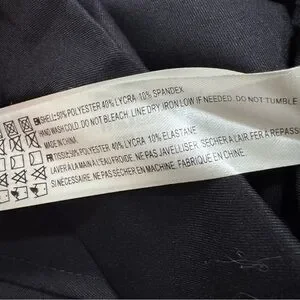 EN SHELL:50% POLYESTER 40% LYCRA 10% SPANDEX
HAND WASH COLD. DO NOT BLEACH. LINE DRY. IRON LOW IF NEEDED. DO NOT TUMBLE
MADE IN CHINA.
FR TISSU:50% POLYESTER 40% LYCRA 10% ELASTANE
LAVER A LA MAIN A L'EAU FROIDE. NE PAS JAVELLISER. SECHER A L'AIR. FER A REPASS
SI NECESSAIRE. NE PAS SÉCHER EN MACHINE. FABRIQUE EN CHINE.